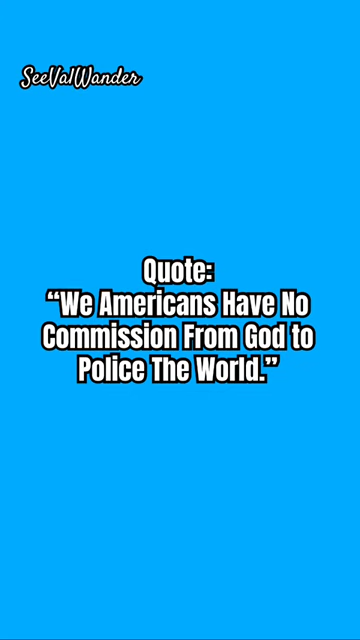 SeeValWander
Quote:
“We Americans Have No
Commission From God to
Police The World.”